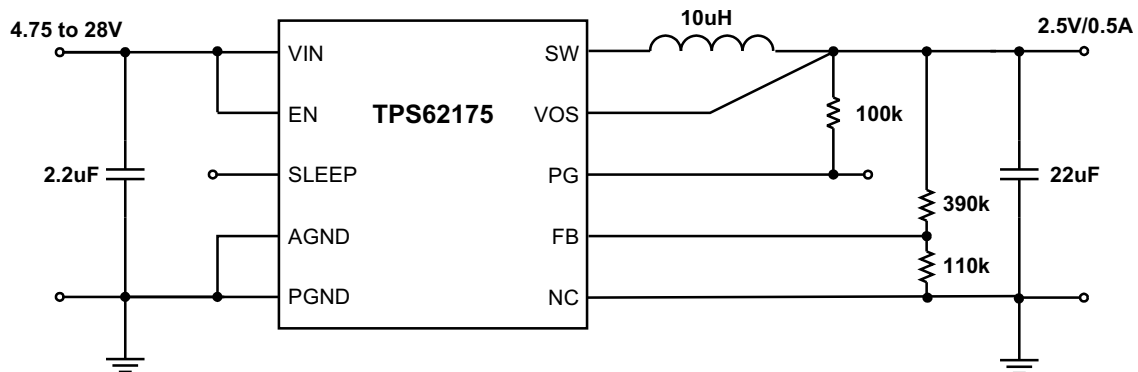 10uH
4.75 to 28V
2.5V/0.5A
VIN
SW
EN
TPS62175
VOS
100k
2.2uF
SLEEP
PG
22uF
390k
AGND
FB
110k
PGND
NC